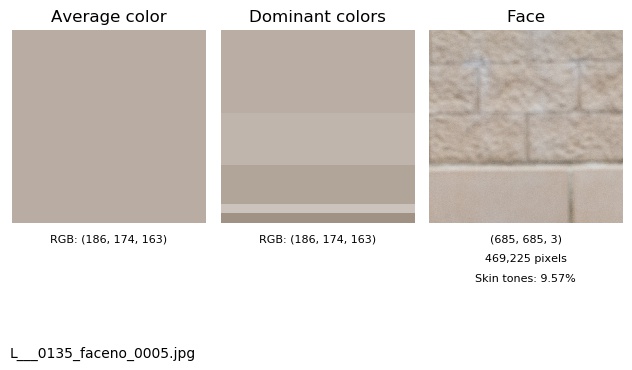 Average color
Dominant colors
Face
RGB: (186, 174, 163)
RGB: (186, 174, 163)
(685, 685, 3)
469,225 pixels
Skin tones: 9.57%
L___0135_faceno_0005.jpg